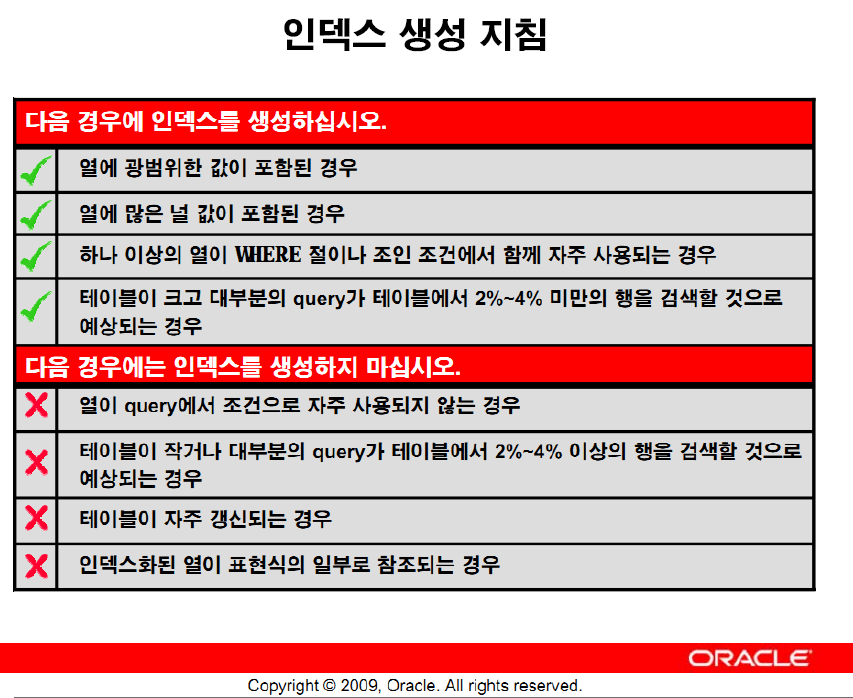 인덱스 생성 지침
다음 경우에 인덱스를 생성하십시오.
열에 광범위한 값이 포함된 경우
열에 많은 널 값이 포함된 경우
하나 이상의 열이 WHERE 절이나 조인 조건에서 함께 자주 사용되는 경우
테이블이 크고 대부분의 query가 테이블에서 2%~4% 미만의 행을 검색할 것으로
예상되는 경우
다음 경우에는 인덱스를 생성하지 마십시오.
열이 query에서 조건으로 자주 사용되지 않는 경우
테이블이 작거나 대부분의 query가 테이블에서 2%~4% 이상의 행을 검색할 것으로
예상되는 경우
테이블이 자주 갱신되는 경우
인덱스화된 열이 표현식의 일부로 참조되는 경우
ORACLE
Copyright © 2009, Oracle. All rights reserved.